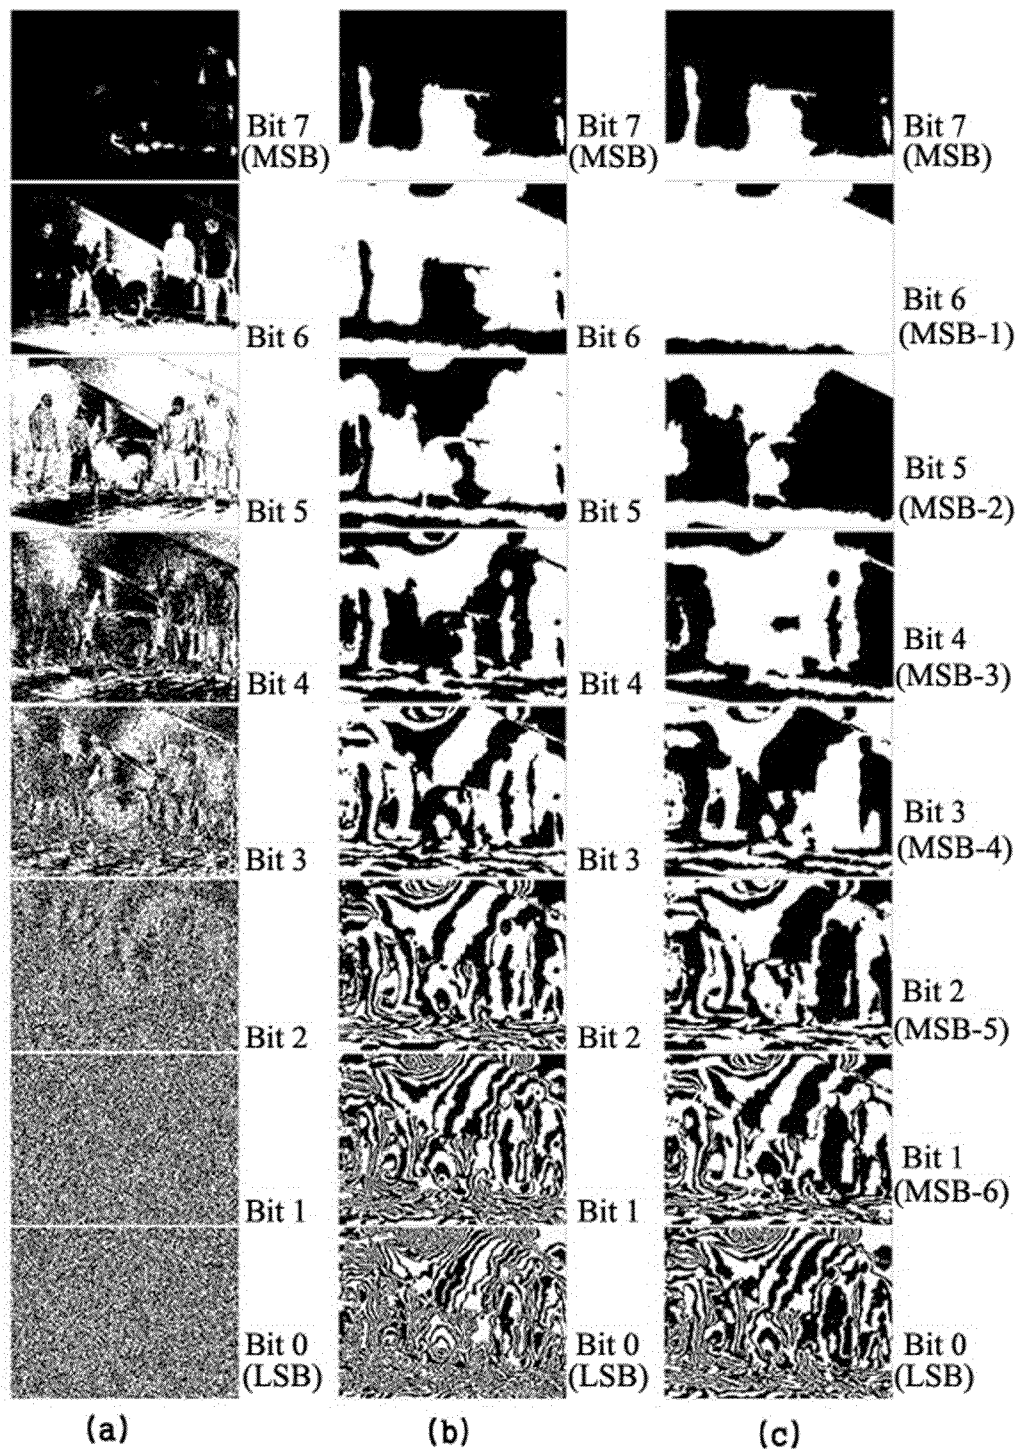 Bit 7
(MSB)
Bit 7
(MSB)
Bit 7
(MSB)
Bit 6
Bit 6
Bit 6
(MSB-1)
Bit 5
Bit 5
Bit 5
(MSB-2)
Bit 4
Bit 4
Bit 4
(MSB-3)
Bit 3
Bit 3
Bit 3
(MSB-4)
Bit 2
Bit 2
Bit 2
(MSB-5)
Bit 1
Bit 1
Bit 1
(MSB-6)
Bit 0
(LSB)
Bit 0
(LSB)
Bit 0
(LSB)
(a) (b) (c)